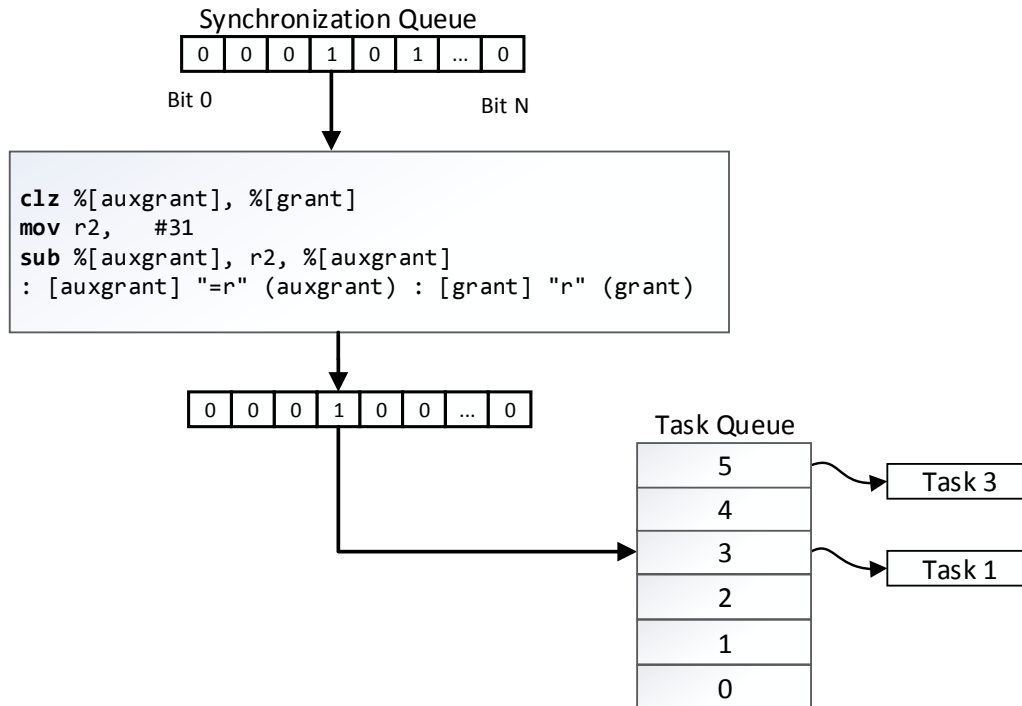 Synchronization Queue
0 0 0 1 0 1 ... 0
Bit 0 Bit N
clz %[auxgrant], %[grant]
mov r2, #31
sub %[auxgrant], r2, %[auxgrant]
: [auxgrant] "=r" (auxgrant) : [grant] "r" (grant)
0 0 0 1 0 0 ... 0
Task Queue
5
Task 3
4
3
Task 1
2
1
0